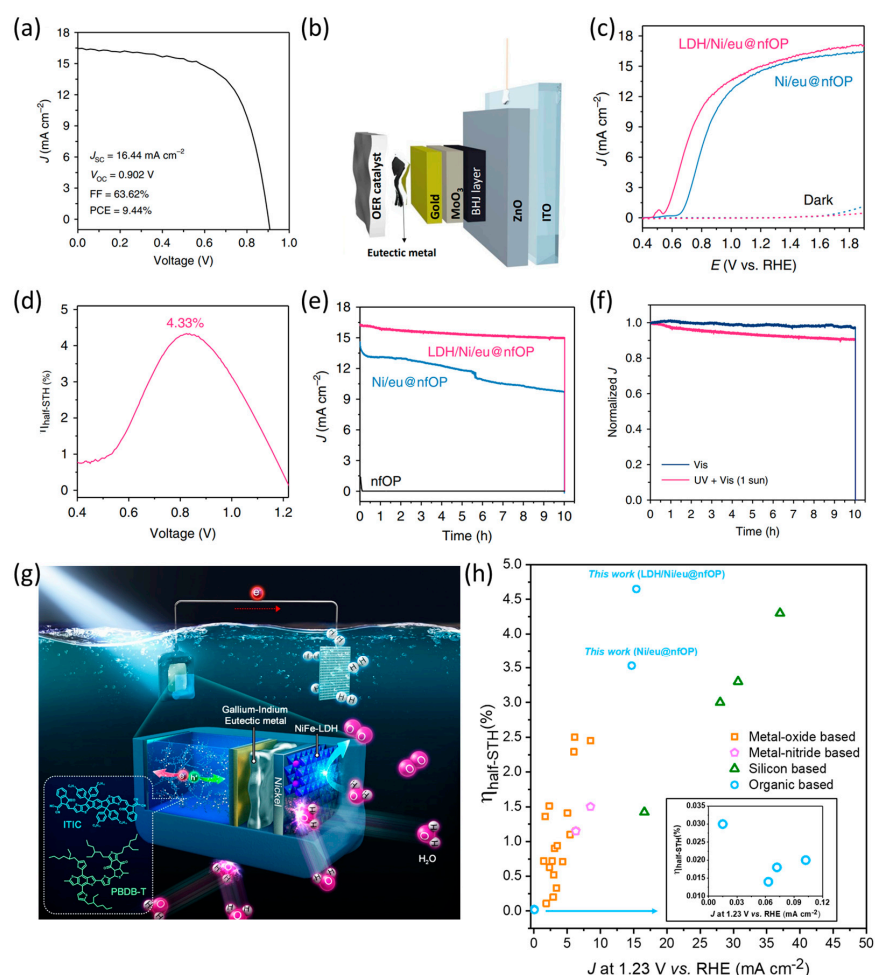 (a)
18
15
12
9
6
3
0
J (mA cm⁻²)
J_SC = 16.44 mA cm⁻²
V_OC = 0.902 V
FF = 63.62%
PCE = 9.44%
0.0 0.2 0.4 0.6 0.8 1.0
Voltage (V)
(b)
OER catalyst
Gold
MoO₃
BHJ layer
ZnO
ITO
Eutectic metal
(c)
18
15
12
9
6
3
0
J (mA cm⁻²)
LDH/Ni/eu@nfOP
Ni/eu@nfOP
Dark
0.4 0.6 0.8 1.0 1.2 1.4 1.6 1.8
E (V vs. RHE)
(d)
5
4
3
2
1
0
η_half-STH (%)
4.33%
0.4 0.6 0.8 1.0 1.2
Voltage (V)
(e)
18
15
12
9
6
3
0
J (mA cm⁻²)
LDH/Ni/eu@nfOP
Ni/eu@nfOP
nfOP
0 1 2 3 4 5 6 7 8 9 10
Time (h)
(f)
1.0
0.8
0.6
0.4
0.2
0.0
Normalized J
Vis
UV + Vis (1 sun)
0 1 2 3 4 5 6 7 8 9 10
Time (h)
(g)
e
Gallium-Indium
Eutectic metal
NiFe-LDH
Nickel
H₂O
ITIC
PBDB-T
(h)
5.0
4.5
4.0
3.5
3.0
2.5
2.0
1.5
1.0
0.5
0.0
η_half-STH(%)
This work (LDH/Ni/eu@nfOP)
This work (Ni/eu@nfOP)
Metal-oxide based
Metal-nitride based
Silicon based
Organic based
0.030
0.025
0.020
0.015
0.010
η_half-STH(%)
0.00 0.03 0.06 0.09 0.12
J at 1.23 V vs. RHE (mA cm⁻²)
0 5 10 15 20 25 30 35 40 45 50
J at 1.23 V vs. RHE (mA cm⁻²)